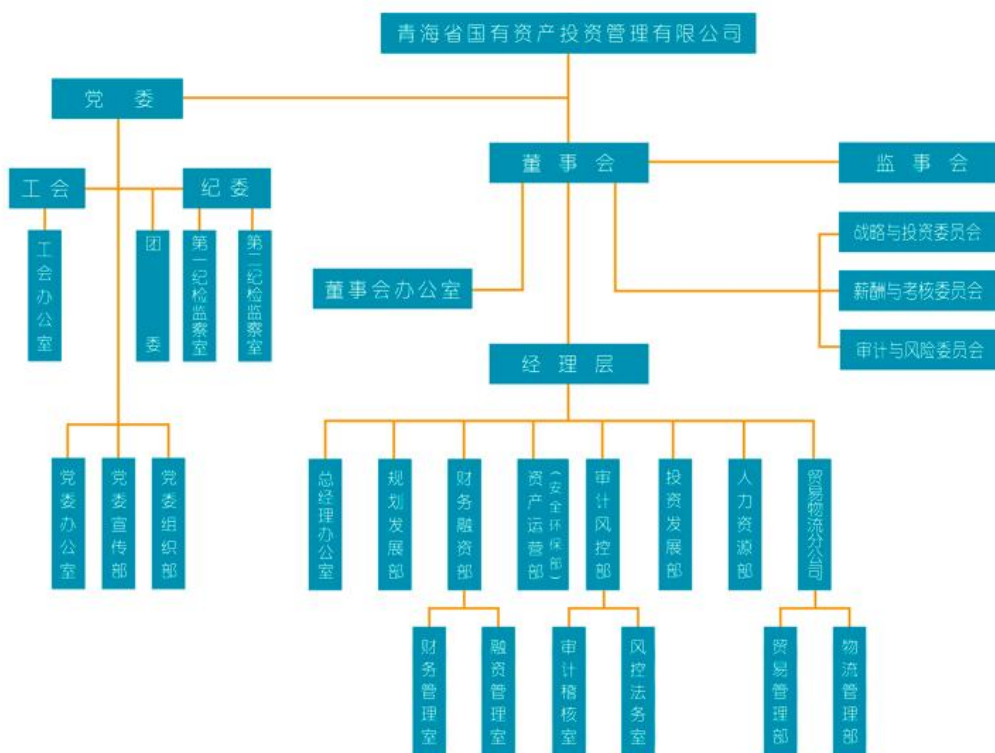 青海省国有资产投资管理有限公司
党委
董事会
监事会
工会
纪委
工会办公室
团委
第一纪检监察室
第二纪检监察室
战略与投资委员会
董事会办公室
薪酬与考核委员会
审计与风险委员会
经理层
党委办公室
党委宣传部
党委组织部
总经理办公室
规划发展部
财务融资部
资产运营部
(安全环保部)
审计风控部
投资发展部
人力资源部
贸易物流分公司
财务管理室
融资管理室
审计稽核室
风控法务室
贸易管理部
物流管理部